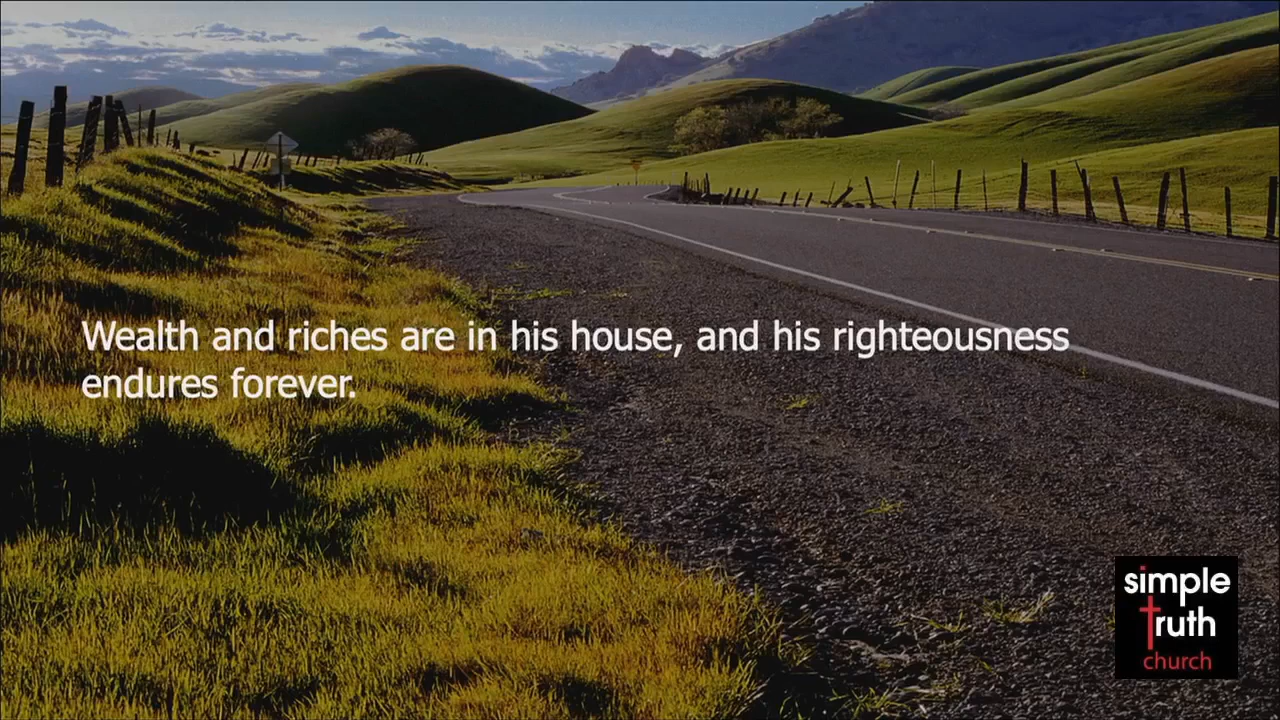 Wealth and riches are in his house, and his righteousness
endures forever.
simple
truth
church